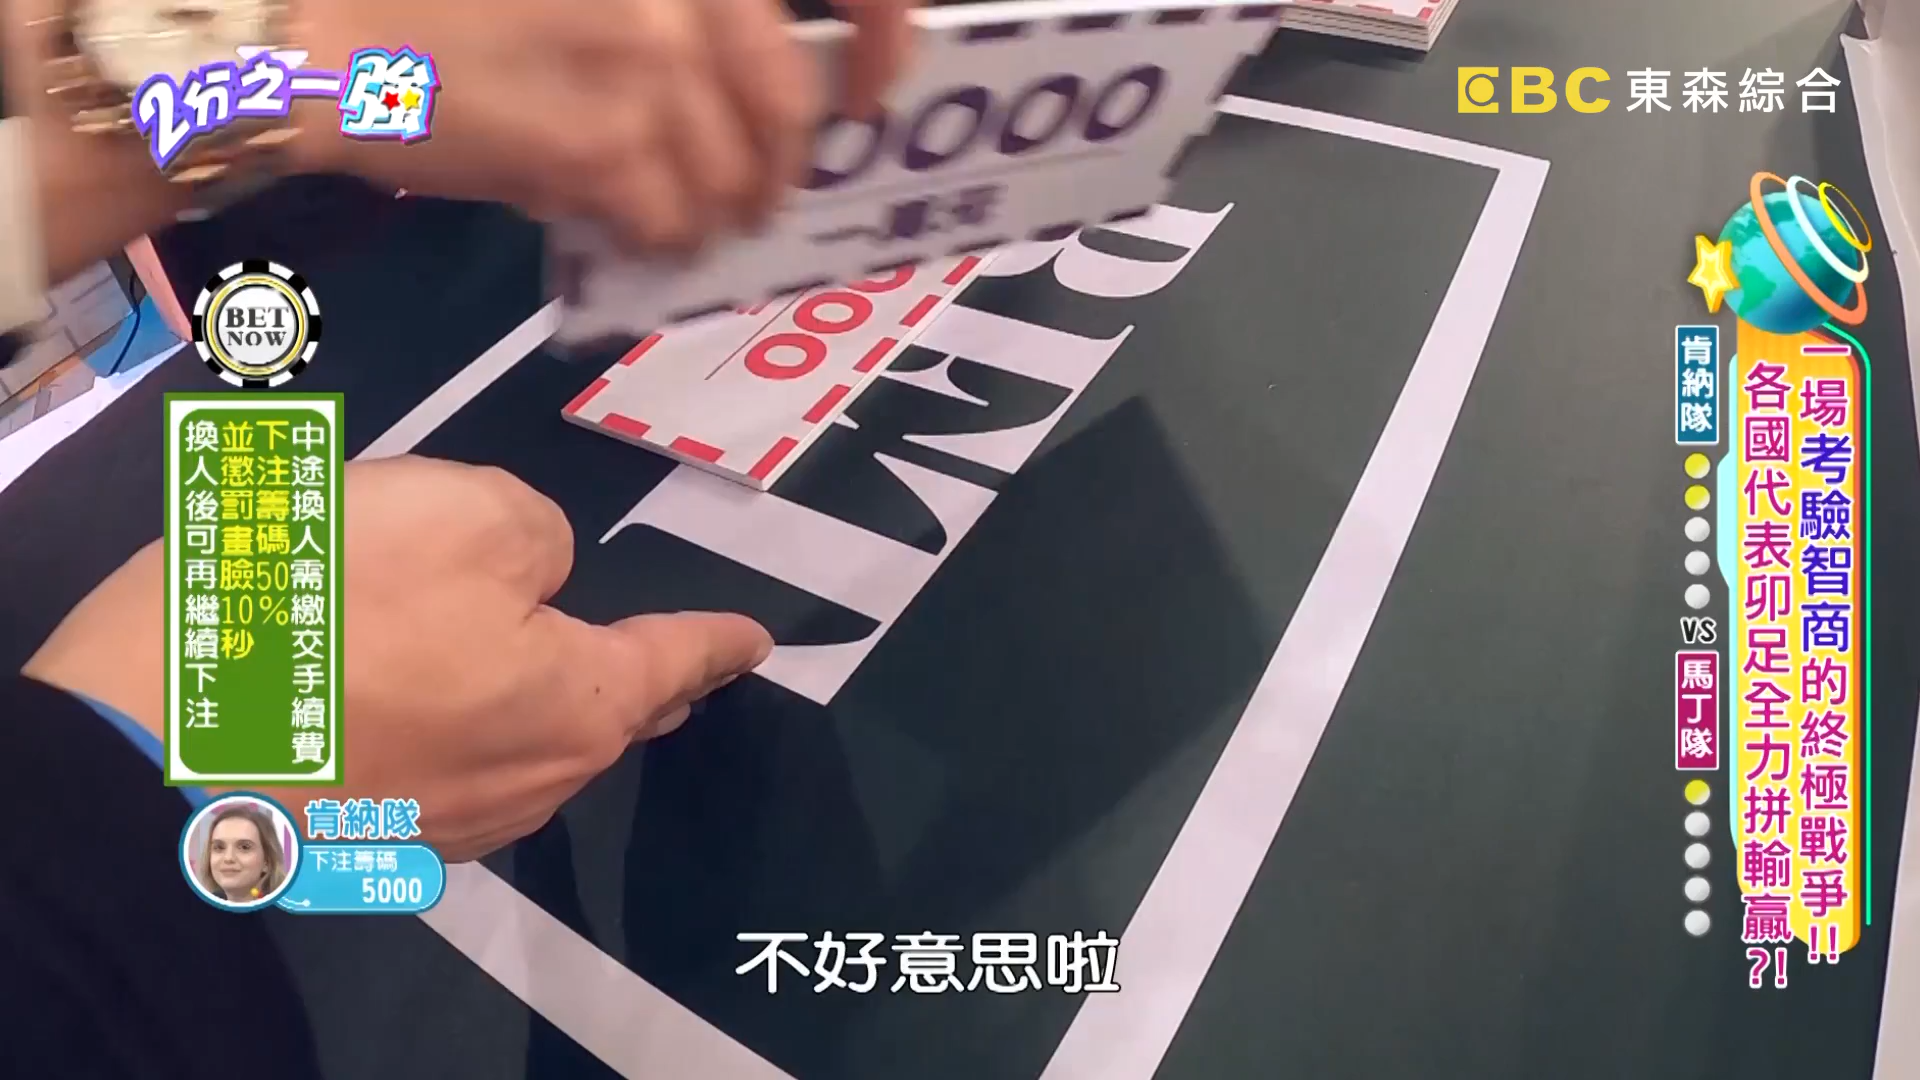 2分之一強
EBC 東森綜合
BET
NOW
中途換人需繳交手續費
下注籌碼50%
並懲罰畫臉10秒
換人後可再繼續下注
肯納隊
下注籌碼
5000
一場考驗智商的終極戰爭!!
各國代表卯足全力拼輸贏?!
肯納隊
VS
馬丁隊
0000
000
不好意思啦